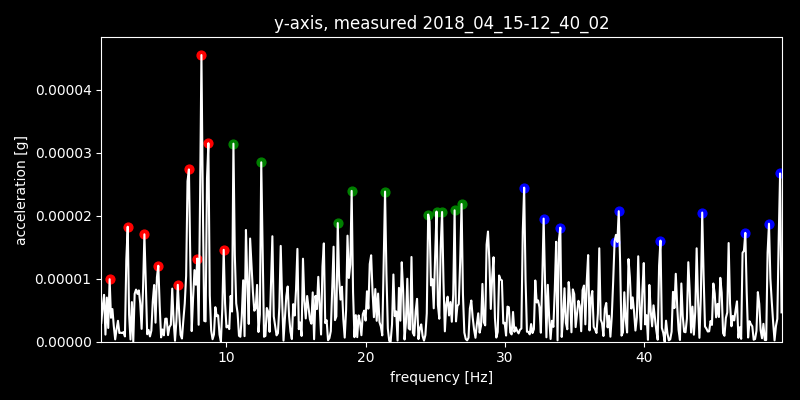 y-axis, measured 2018_04_15-12_40_02
0.00004
0.00003
0.00002
0.00001
0.00000
acceleration [g]
10 20 30 40
frequency [Hz]